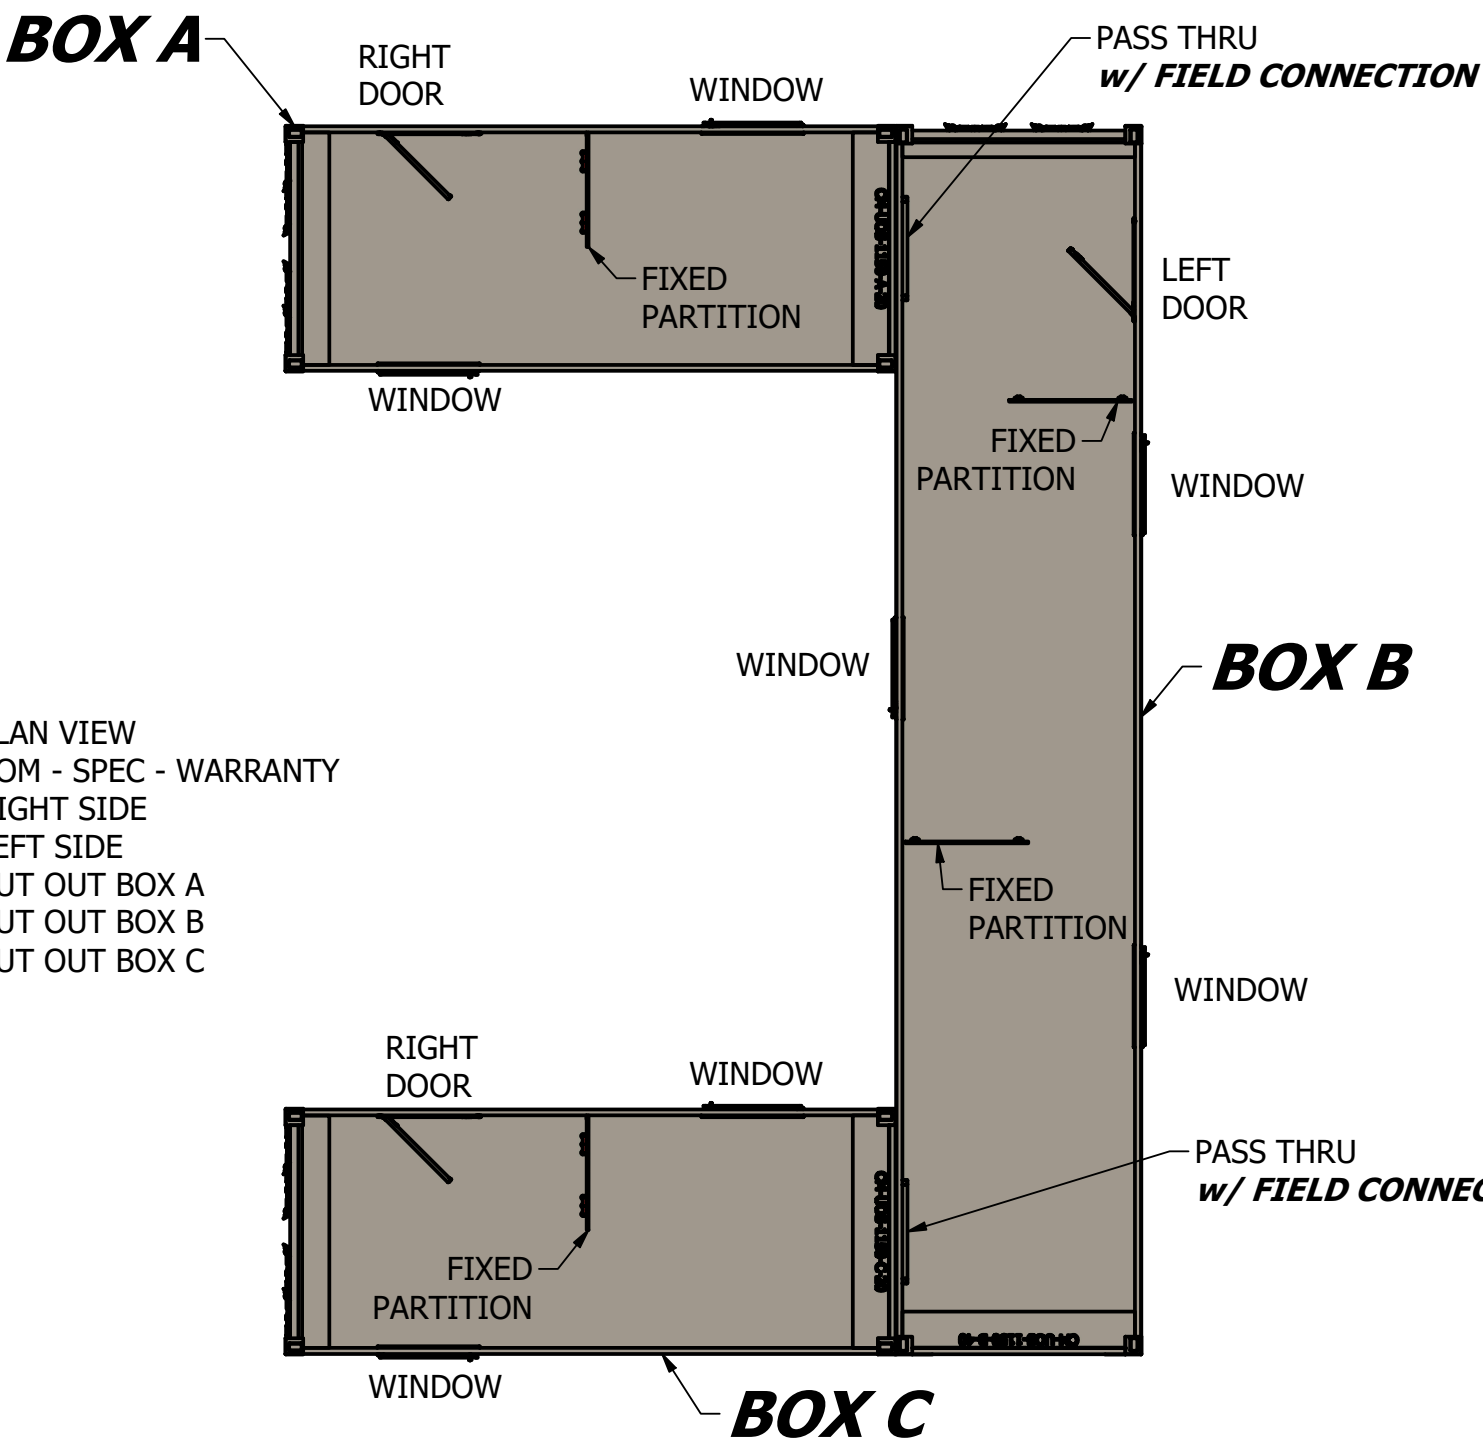 BOX A
RIGHT
DOOR
WINDOW
PASS THRU
w/ FIELD CONNECTION
FIXED
PARTITION
LEFT
DOOR
WINDOW
FIXED
PARTITION
WINDOW
WINDOW
BOX B
LAN VIEW
OM - SPEC - WARRANTY
IGHT SIDE
EFT SIDE
UT OUT BOX A
UT OUT BOX B
UT OUT BOX C
FIXED
PARTITION
WINDOW
RIGHT
DOOR
WINDOW
PASS THRU
w/ FIELD CONNEC
FIXED
PARTITION
WINDOW
BOX C